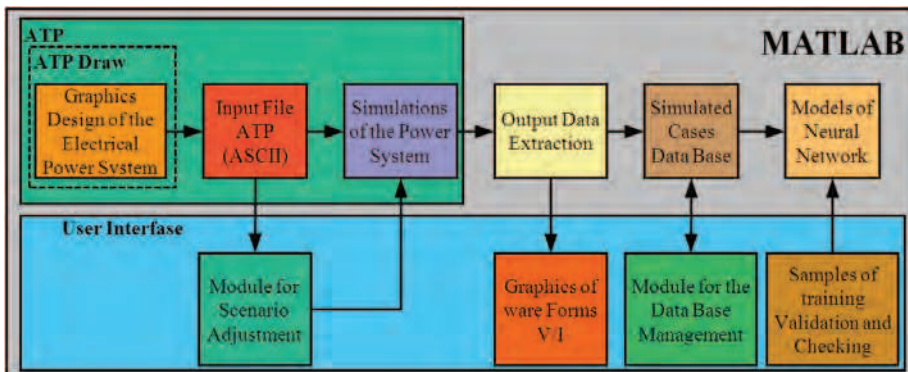 ATP
MATLAB
ATP Draw
Graphics
Design of the
Electrical
Power System
Input File
ATP
(ASCII)
Simulations
of the Power
System
Output Data
Extraction
Simulated
Cases
Data Base
Models of
Neural
Network
User Interfase
Module for
Scenario
Adjustment
Graphics of
ware Forms
V/I
Module for the
Data Base
Management
Samples of
training
Validation and
Checking